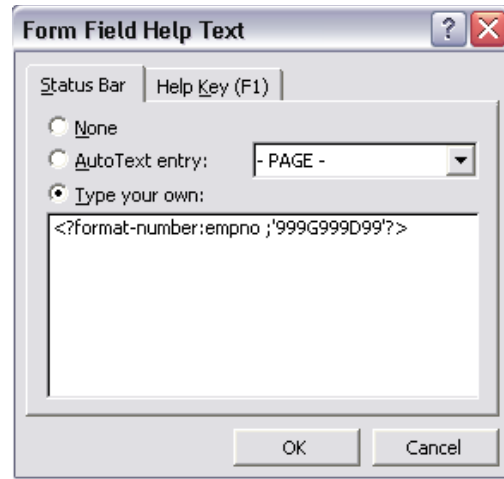 Form Field Help Text
Status Bar
Help Key (F1)
None
AutoText entry:
- PAGE -
Type your own:
<?format-number:empno ;'999G999D99'?>
OK
Cancel